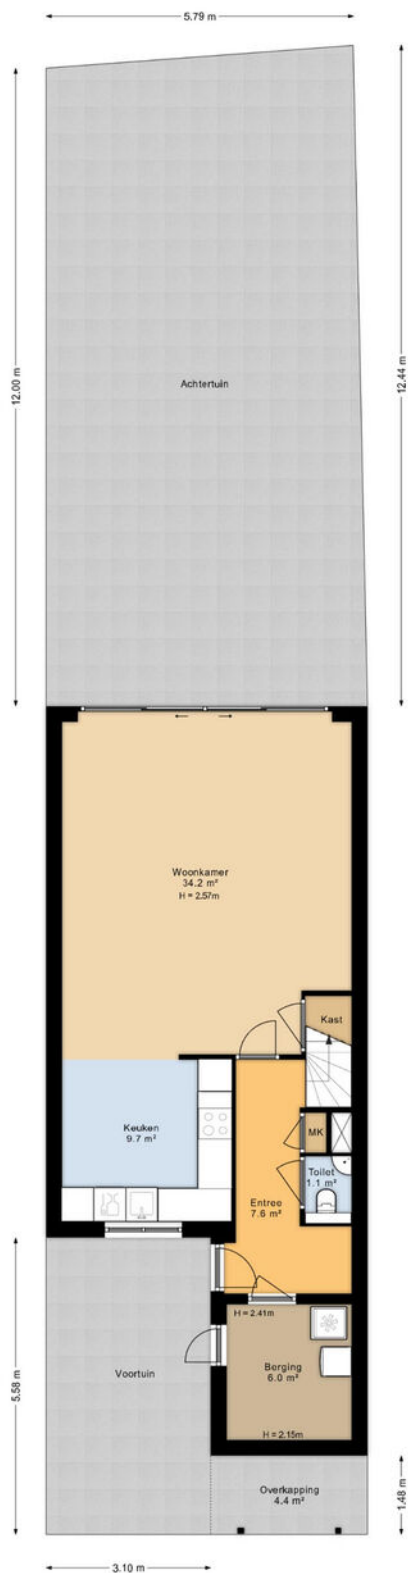 5.79 m
12.00 m
12.44 m
Achtertuin
Woonkamer
34.2 m²
H = 2.57m
Kast
Keuken
9.7 m²
MK
Toilet
1.1 m²
Entree
7.6 m²
H = 2.41m
Berging
6.0 m²
H = 2.15m
Voortuin
5.58 m
Overkapping
4.4 m²
1.48 m
3.10 m